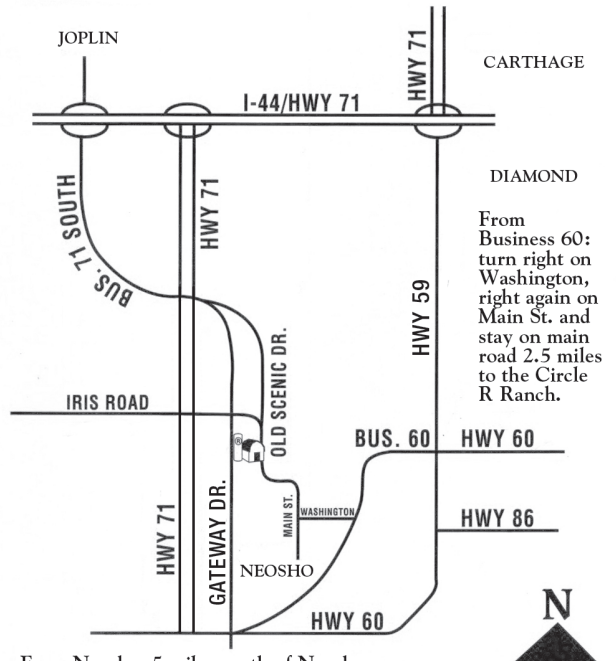 JOPLIN
HWY 71
CARTHAGE
I-44/HWY 71
DIAMOND
BUS. 71 SOUTH
HWY 71
From
Business 60:
turn right on
Washington,
right again on
Main St. and
stay on main
road 2.5 miles
to the Circle
R Ranch.
HWY 59
OLD SCENIC DR.
IRIS ROAD
BUS. 60
HWY 60
HWY 71
GATEWAY DR.
MAIN ST.
WASHINGTON
HWY 86
NEOSHO
HWY 60
N